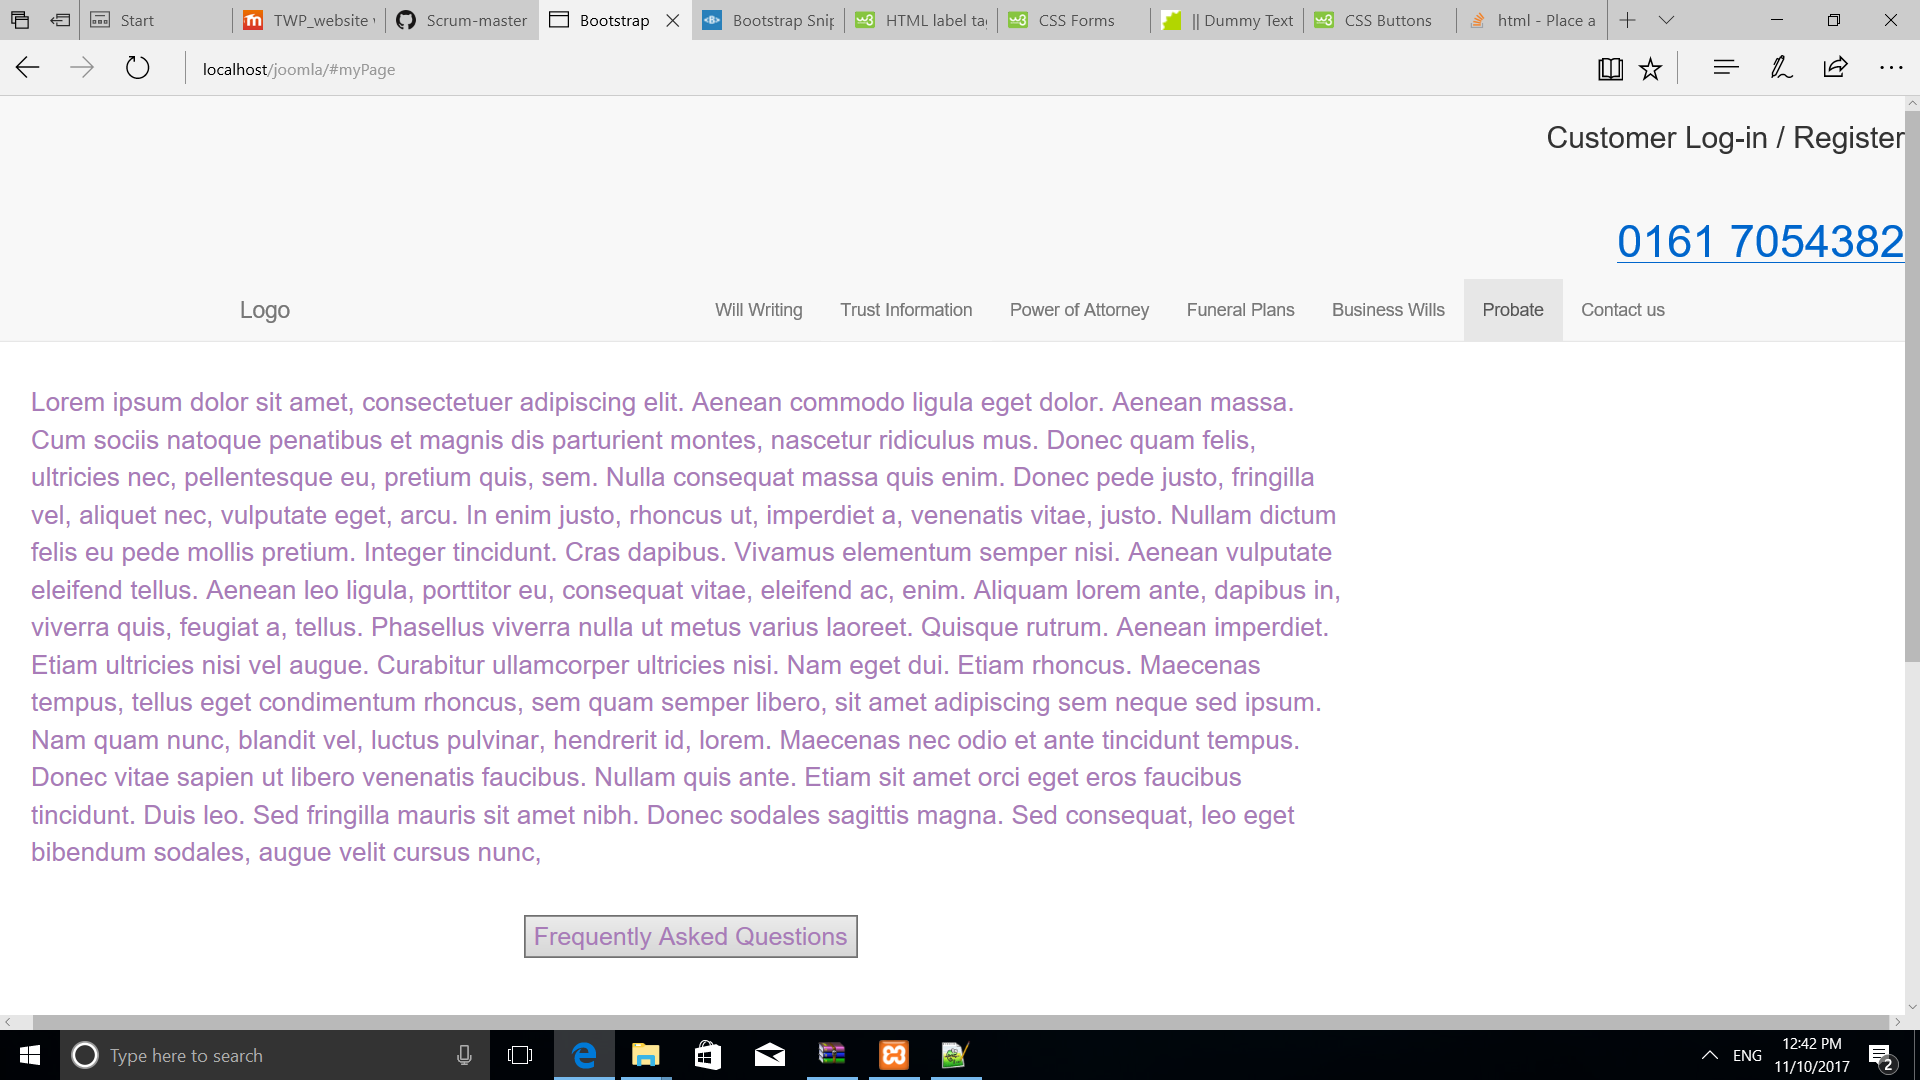 Start
TWP_website
Scrum-master
Bootstrap
Bootstrap Snip
HTML label ta
CSS Forms
|| Dummy Text
CSS Buttons
html - Place a
localhost/joomla/#myPage
Customer Log-in / Register
0161 7054382
Logo
Will Writing
Trust Information
Power of Attorney
Funeral Plans
Business Wills
Probate
Contact us
Lorem ipsum dolor sit amet, consectetuer adipiscing elit. Aenean commodo ligula eget dolor. Aenean massa.
Cum sociis natoque penatibus et magnis dis parturient montes, nascetur ridiculus mus. Donec quam felis,
ultricies nec, pellentesque eu, pretium quis, sem. Nulla consequat massa quis enim. Donec pede justo, fringilla
vel, aliquet nec, vulputate eget, arcu. In enim justo, rhoncus ut, imperdiet a, venenatis vitae, justo. Nullam dictum
felis eu pede mollis pretium. Integer tincidunt. Cras dapibus. Vivamus elementum semper nisi. Aenean vulputate
eleifend tellus. Aenean leo ligula, porttitor eu, consequat vitae, eleifend ac, enim. Aliquam lorem ante, dapibus in,
viverra quis, feugiat a, tellus. Phasellus viverra nulla ut metus varius laoreet. Quisque rutrum. Aenean imperdiet.
Etiam ultricies nisi vel augue. Curabitur ullamcorper ultricies nisi. Nam eget dui. Etiam rhoncus. Maecenas
tempus, tellus eget condimentum rhoncus, sem quam semper libero, sit amet adipiscing sem neque sed ipsum.
Nam quam nunc, blandit vel, luctus pulvinar, hendrerit id, lorem. Maecenas nec odio et ante tincidunt tempus.
Donec vitae sapien ut libero venenatis faucibus. Nullam quis ante. Etiam sit amet orci eget eros faucibus
tincidunt. Duis leo. Sed fringilla mauris sit amet nibh. Donec sodales sagittis magna. Sed consequat, leo eget
bibendum sodales, augue velit cursus nunc,
Frequently Asked Questions
Type here to search
ENG
12:42 PM
11/10/2017
2